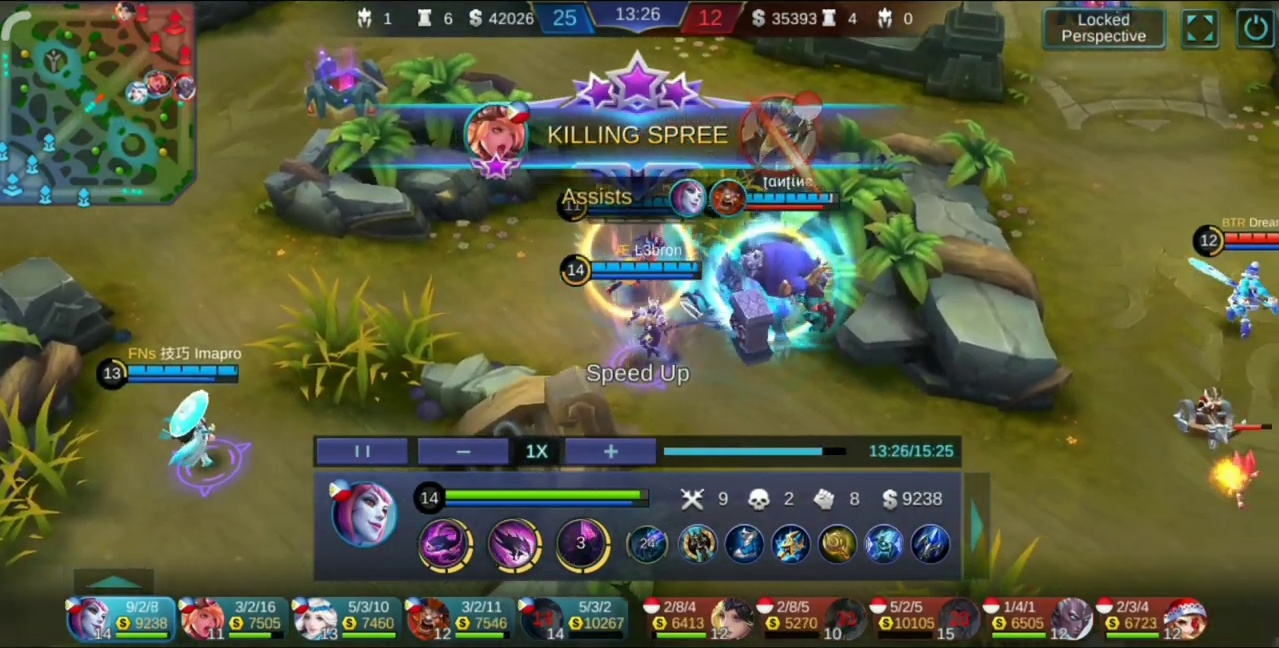 1 6 $ 42026 25 13:26 12 $ 35393 4 0
Locked
Perspective
KILLING SPREE
Assists
Æ L3bron
14
12
BTR Drea
FNs 技巧 Imapro
13
Speed Up
1X
13:26/15:25
14
9 2 8 $ 9238
3
9/2/8 3/2/16 5/3/10 3/2/11 5/3/2 2/8/4 2/8/5 5/2/5 1/4/1 2/3/4
$ 9238 $ 7505 $ 7460 $ 7546 $ 10267 $ 6413 $ 5270 $ 10105 $ 6505 $ 6723
14 11 13 12 14 12 10 15 12 12